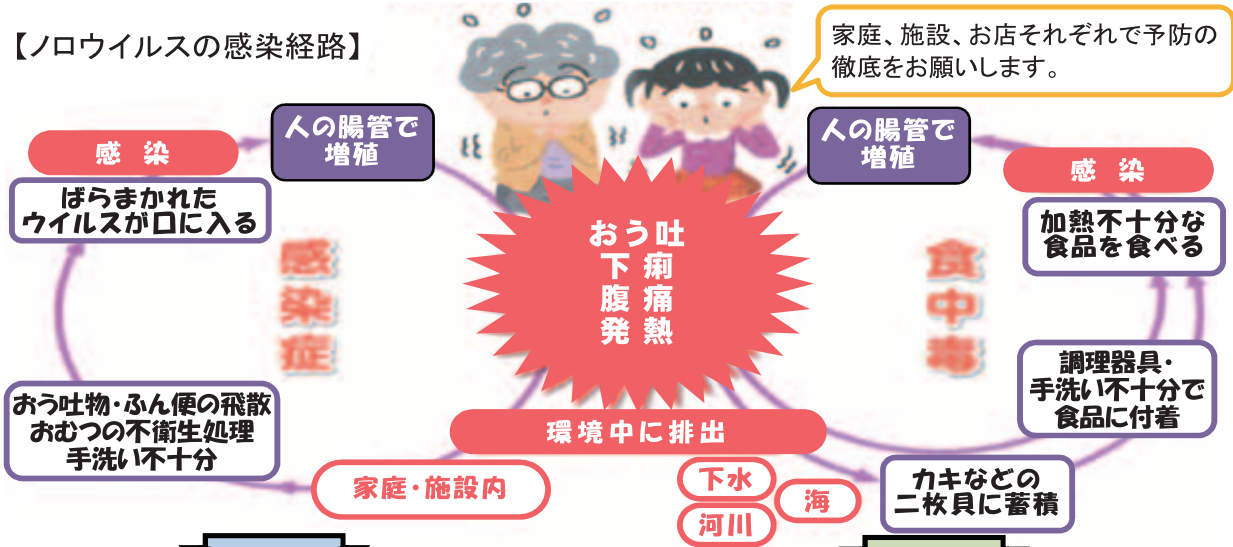 【ノロウイルスの感染経路】
家庭、施設、お店それぞれで予防の
徹底をお願いします。
人の腸管で
増殖
感 染
ばらまかれた
ウイルスが口に入る
感
染
症
おう吐物・ふん便の飛散
おむつの不衛生処理
手洗い不十分
家庭・施設内
おう吐
下 痢
腹 痛
発 熱
環境中に排出
下水
河川
海
人の腸管で
増殖
感 染
加熱不十分な
食品を食べる
食
中
毒
調理器具・
手洗い不十分で
食品に付着
カキなどの
二枚貝に蓄積